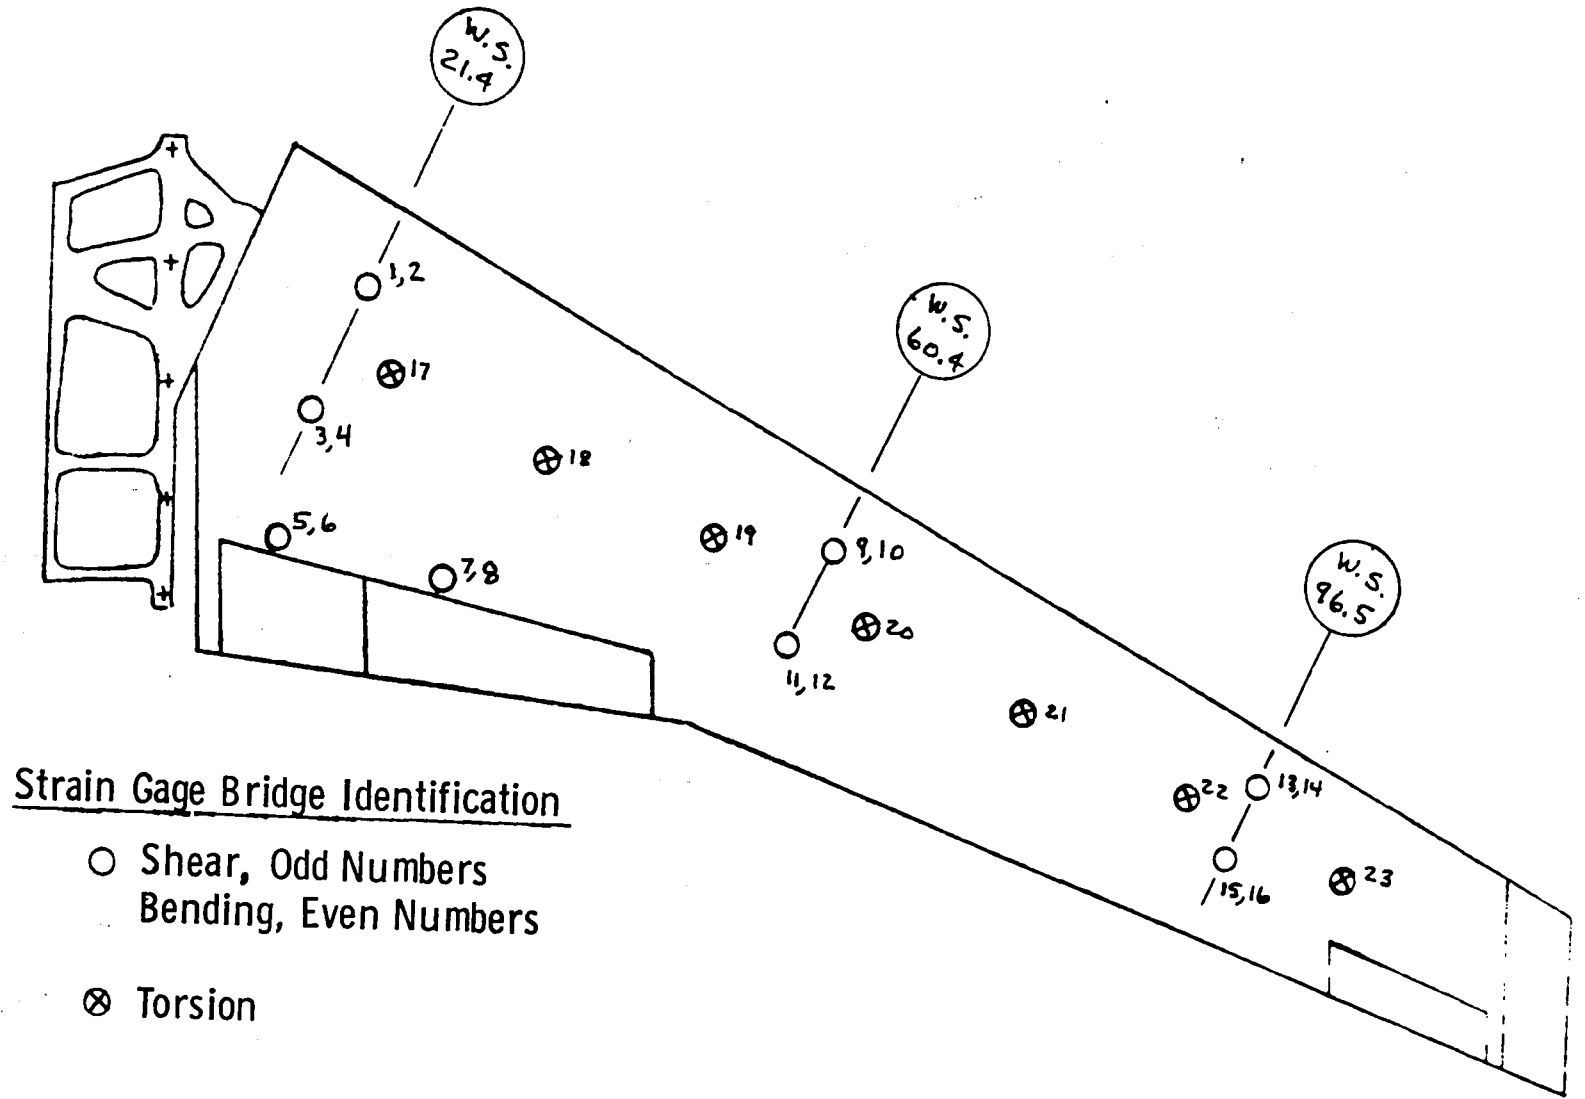 W.S.
21.4
1,2
17
3,4
18
5,6
7,8
W.S.
60.4
19
9,10
20
11,12
W.S.
96.5
21
22
13,14
15,16
23
Strain Gage Bridge Identification
Shear, Odd Numbers
Bending, Even Numbers
Torsion